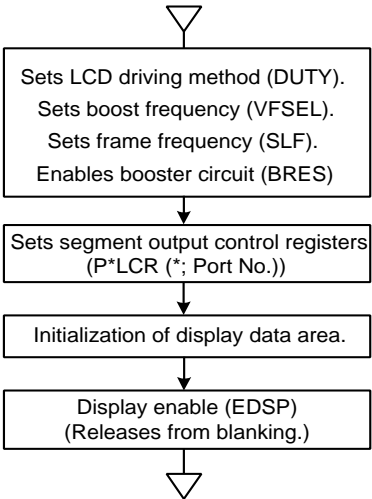 Sets LCD driving method (DUTY).
Sets boost frequency (VFSEL).
Sets frame frequency (SLF).
Enables booster circuit (BRES)
Sets segment output control registers
(P*LCR (*; Port No.))
Initialization of display data area.
Display enable (EDSP)
(Releases from blanking.)